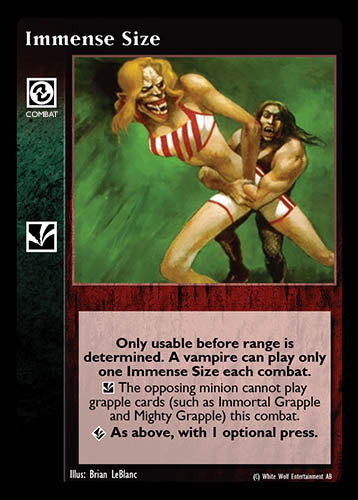 Immense Size
COMBAT
Only usable before range is
determined. A vampire can play only
one Immense Size each combat.
The opposing minion cannot play
grapple cards (such as Immortal Grapple
and Mighty Grapple) this combat.
As above, with 1 optional press.
Illus: Brian LeBlanc
(C) White Wolf Entertainment AB